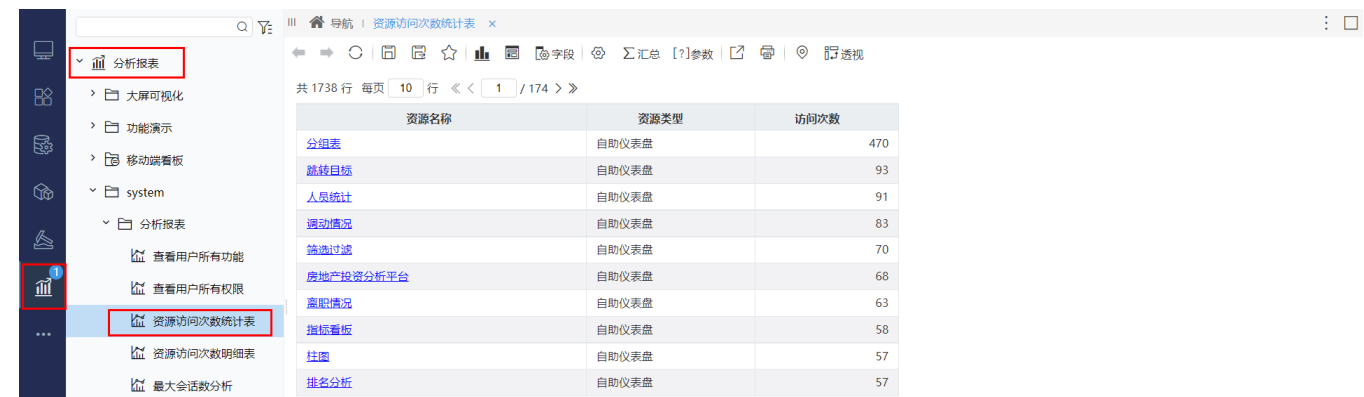 导航 资源访问次数统计表 ×
分析报表
大屏可视化
功能演示
移动端看板
system
分析报表
查看用户所有功能
查看用户所有权限
资源访问次数统计表
资源访问次数明细表
最大会话数分析
1
字段 Σ汇总 [?]参数 透视
共 1738 行 每页 10 行 1 / 174
资源名称 资源类型 访问次数
分组表 自助仪表盘 470
跳转目标 自助仪表盘 93
人员统计 自助仪表盘 91
调动情况 自助仪表盘 83
筛选过滤 自助仪表盘 70
房地产投资分析平台 自助仪表盘 68
离职情况 自助仪表盘 63
指标看板 自助仪表盘 58
柱图 自助仪表盘 57
排名分析 自助仪表盘 57